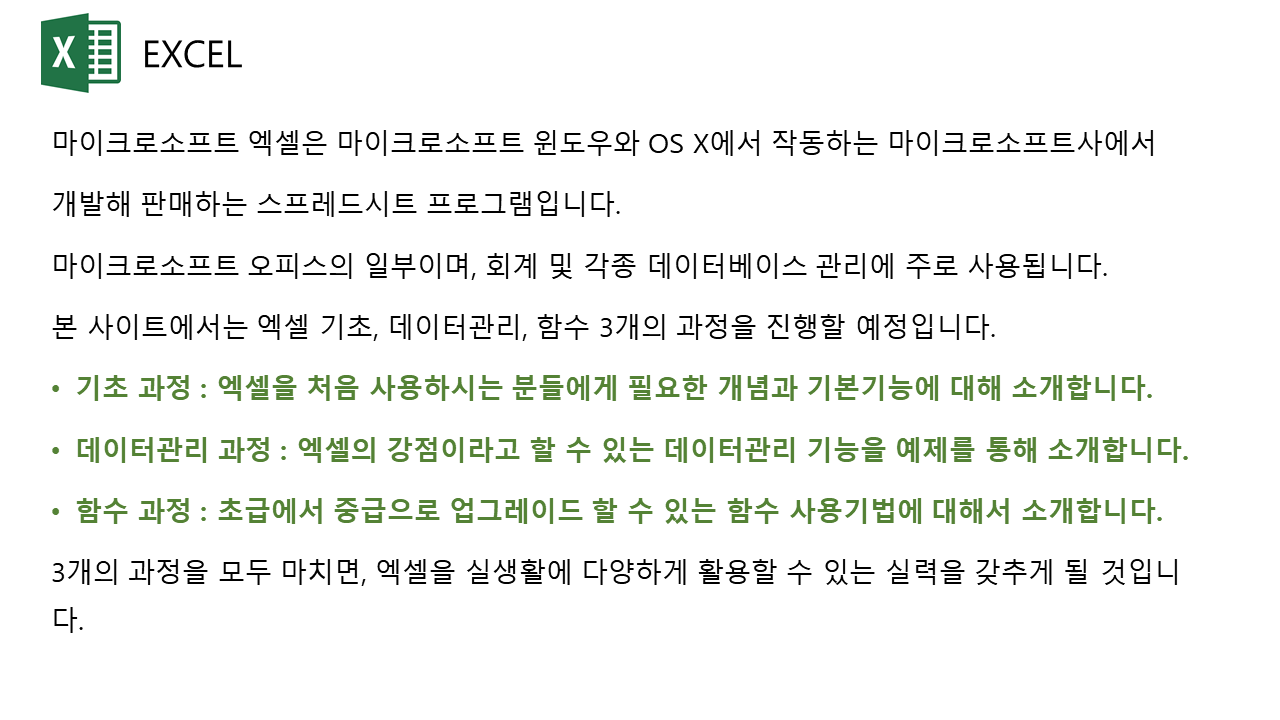 X
EXCEL
마이크로소프트 엑셀은 마이크로소프트 윈도우와 OS X에서 작동하는 마이크로소프트사에서
개발해 판매하는 스프레드시트 프로그램입니다.
마이크로소프트 오피스의 일부이며, 회계 및 각종 데이터베이스 관리에 주로 사용됩니다.
본 사이트에서는 엑셀 기초, 데이터관리, 함수 3개의 과정을 진행할 예정입니다.
• 기초 과정 : 엑셀을 처음 사용하시는 분들에게 필요한 개념과 기본기능에 대해 소개합니다.
• 데이터관리 과정 : 엑셀의 강점이라고 할 수 있는 데이터관리 기능을 예제를 통해 소개합니다.
• 함수 과정 : 초급에서 중급으로 업그레이드 할 수 있는 함수 사용기법에 대해서 소개합니다.
3개의 과정을 모두 마치면, 엑셀을 실생활에 다양하게 활용할 수 있는 실력을 갖추게 될 것입니
다.